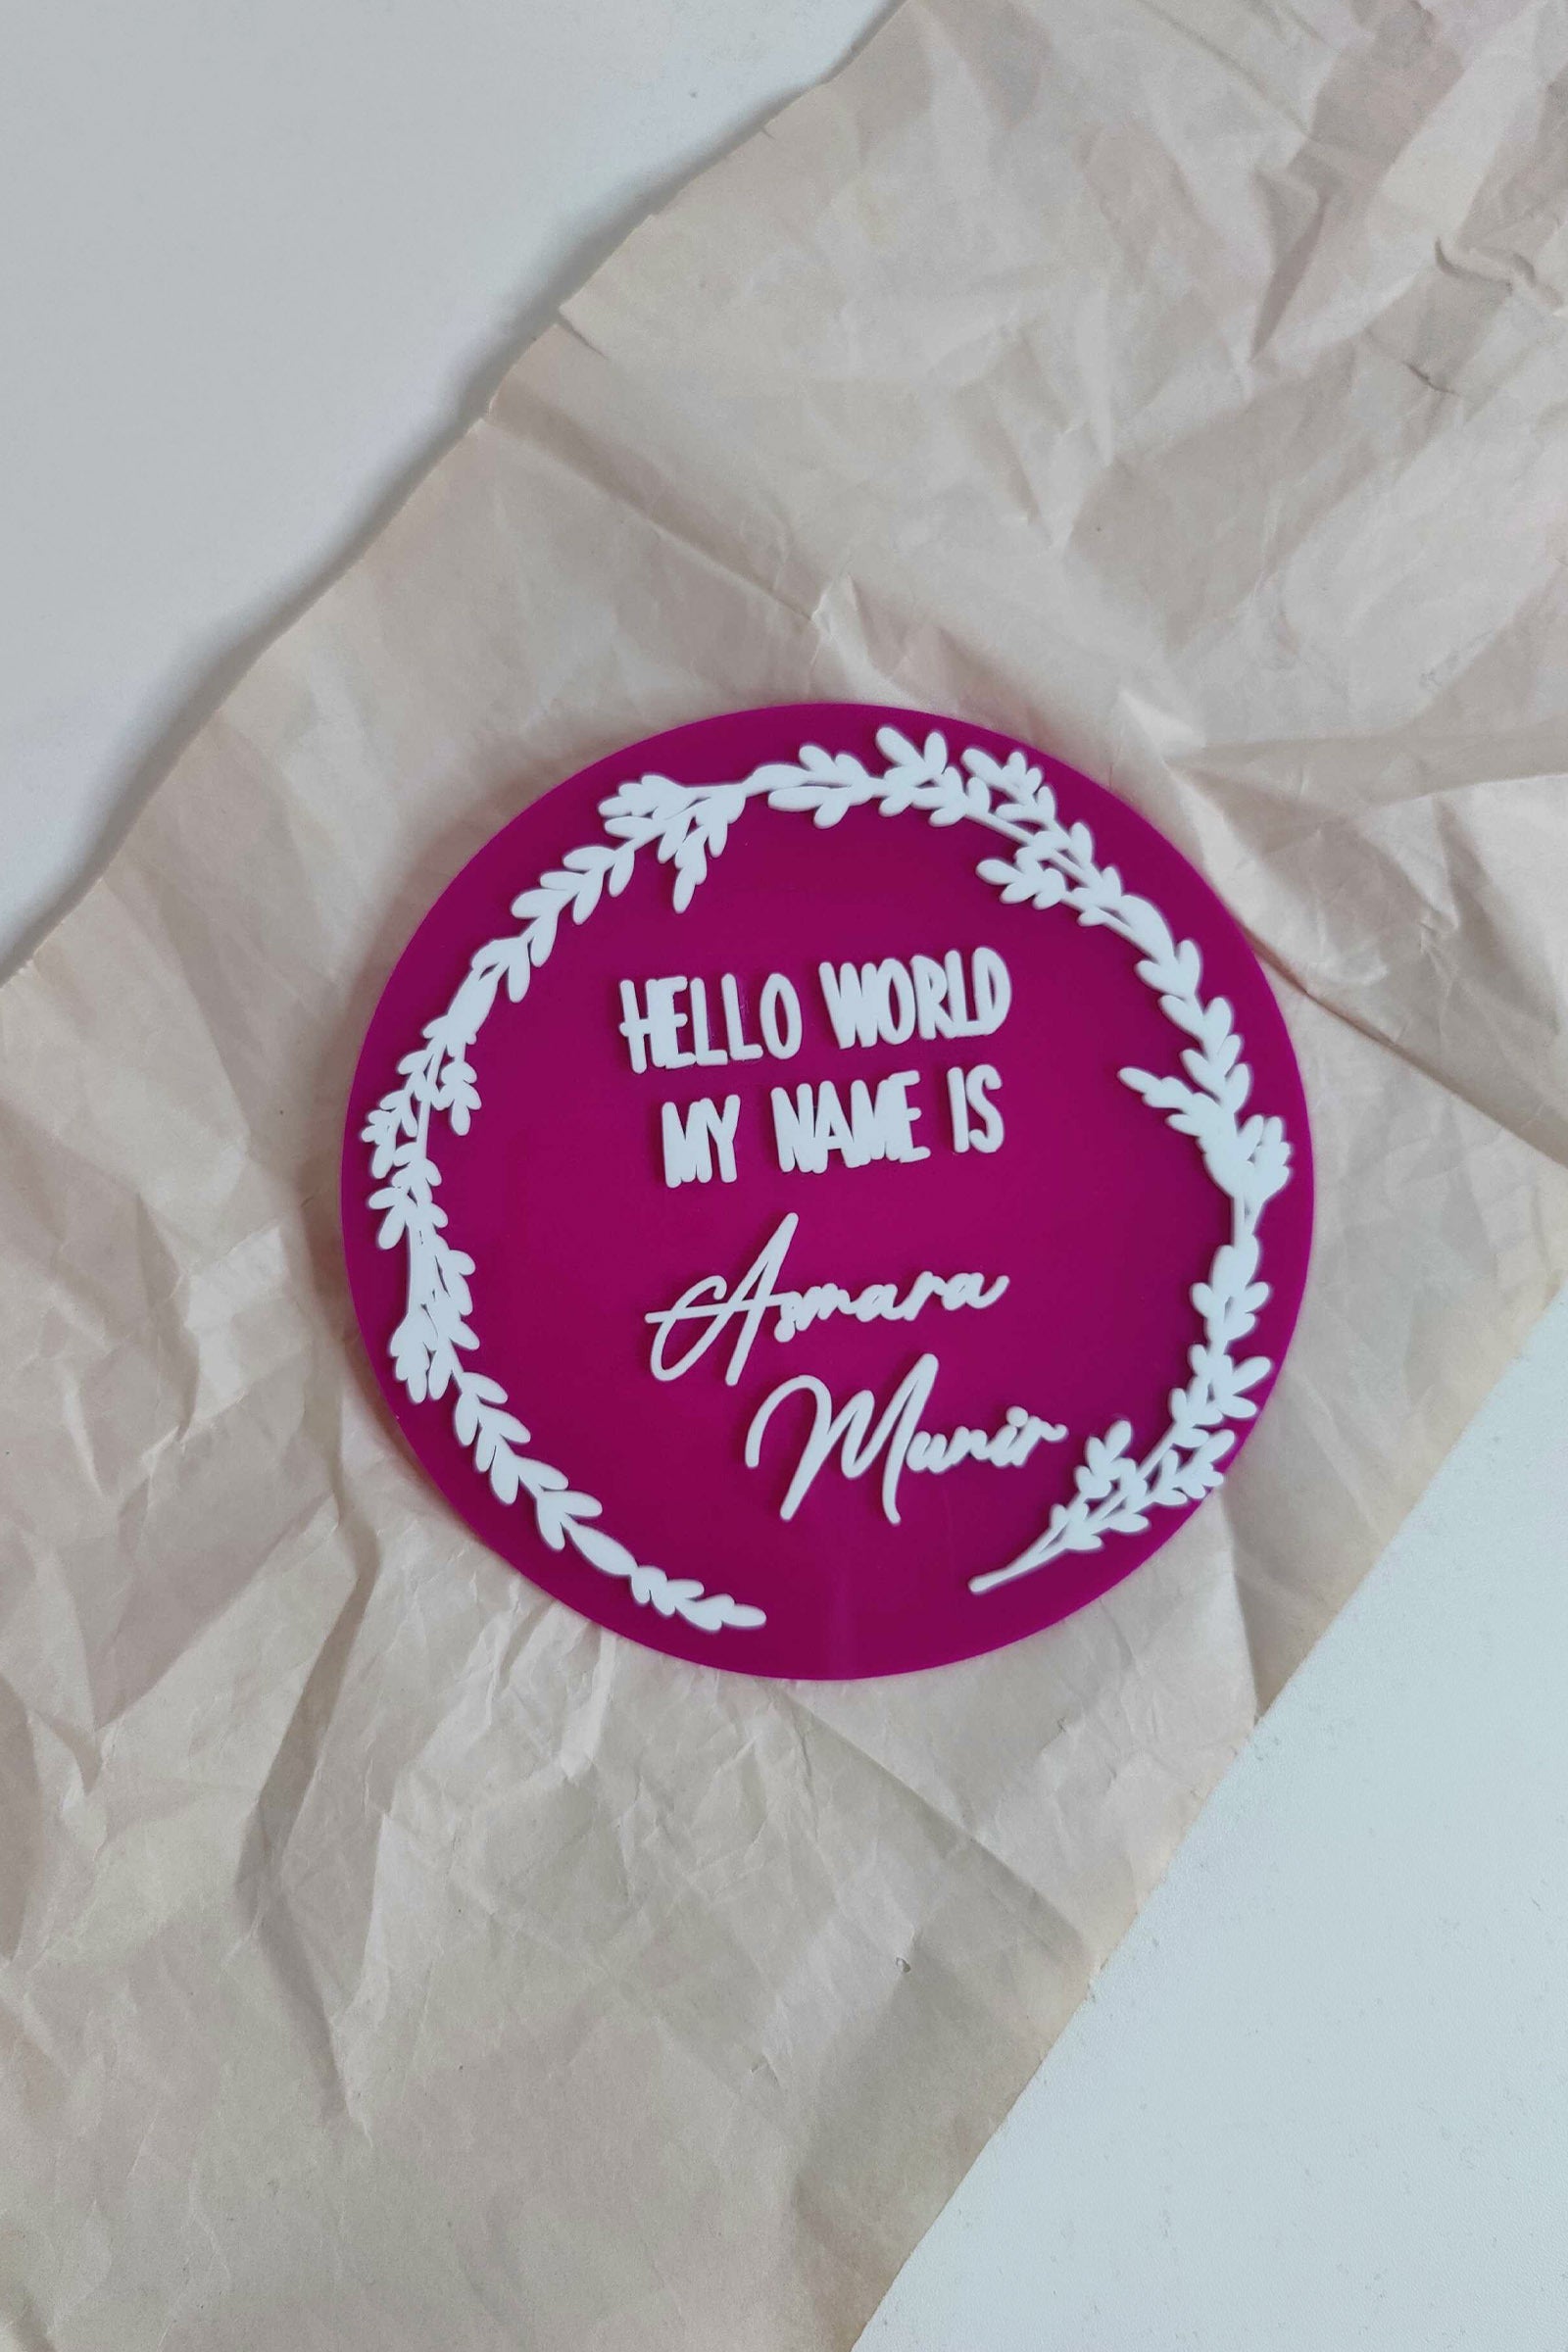 HELLO WORLD
MY NAME IS
Asmara
Munir